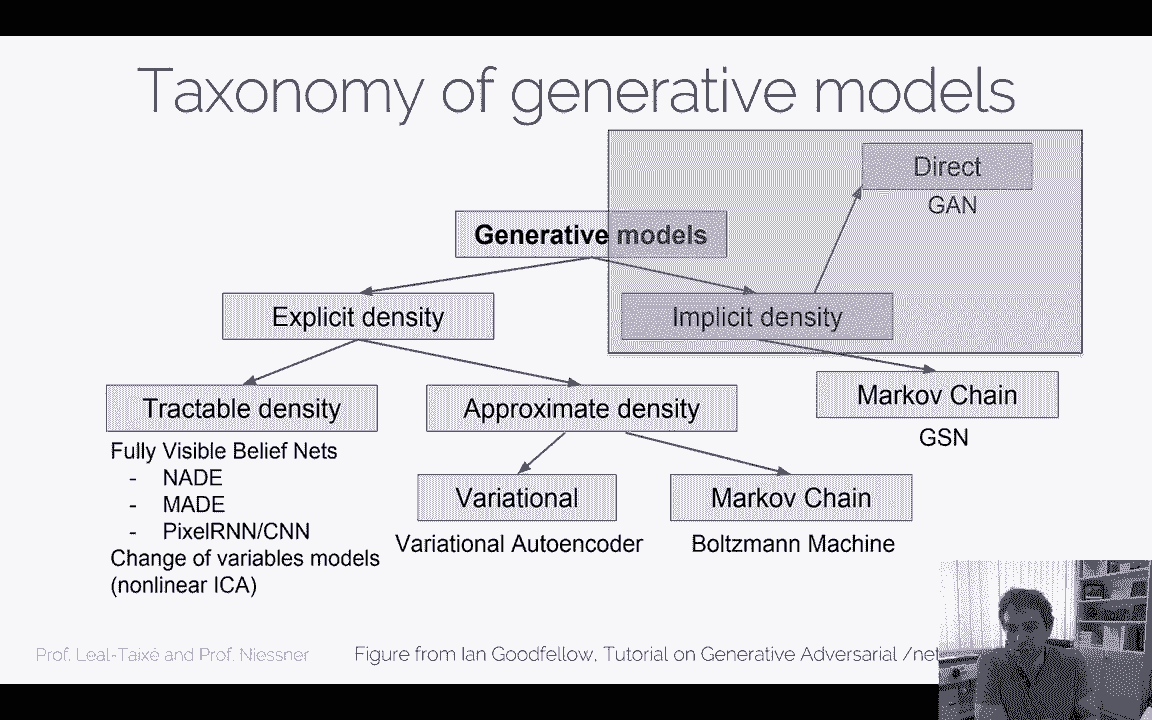 Taxonomy of generative models
Direct
GAN
Generative models
Explicit density
Implicit density
Tractable density
Approximate density
Markov Chain
GSN
Fully Visible Belief Nets
- NADE
- MADE
- PixelRNN/CNN
Change of variables models
(nonlinear ICA)
Variational
Markov Chain
Variational Autoencoder
Boltzmann Machine
Prof. Leal-Taixé and Prof. Niessner
Figure from Ian Goodfellow, Tutorial on Generative Adversarial /net